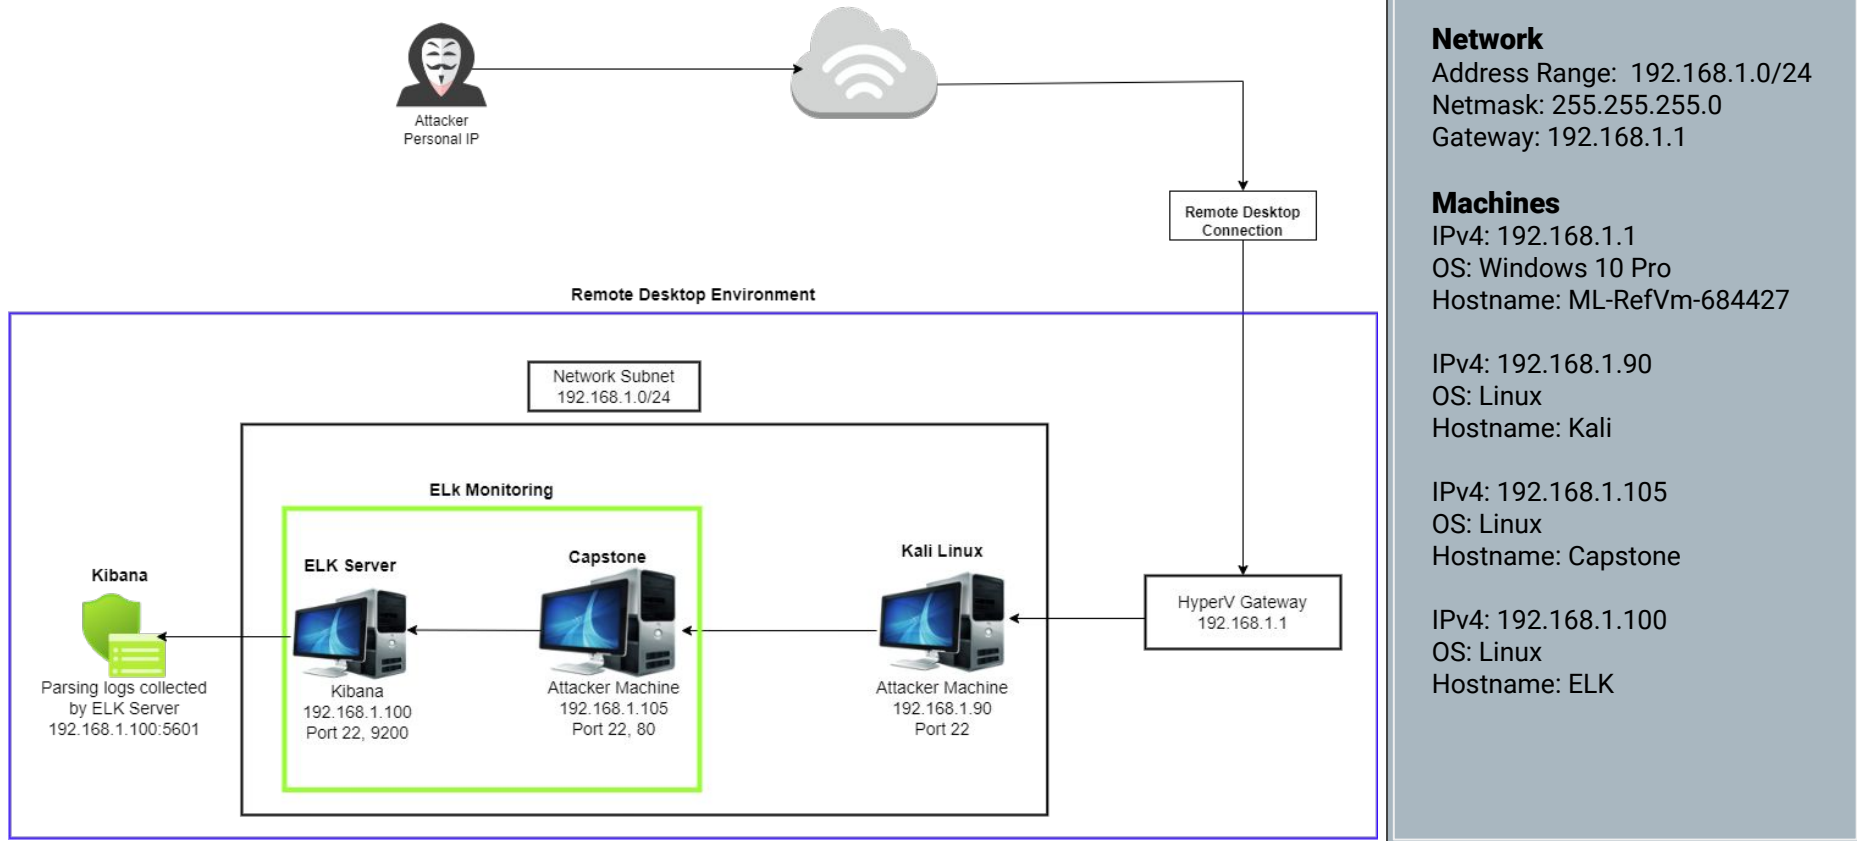 Attacker
Personal IP
Remote Desktop
Connection
Remote Desktop Environment
Network Subnet
192.168.1.0/24
ELk Monitoring
Kibana
Parsing logs collected
by ELK Server
192.168.1.100:5601
ELK Server
Kibana
192.168.1.100
Port 22, 9200
Capstone
Attacker Machine
192.168.1.105
Port 22, 80
Kali Linux
Attacker Machine
192.168.1.90
Port 22
HyperV Gateway
192.168.1.1
Network
Address Range:  192.168.1.0/24
Netmask: 255.255.255.0
Gateway: 192.168.1.1
Machines
IPv4: 192.168.1.1
OS: Windows 10 Pro
Hostname: ML-RefVm-684427
IPv4: 192.168.1.90
OS: Linux
Hostname: Kali
IPv4: 192.168.1.105
OS: Linux
Hostname: Capstone
IPv4: 192.168.1.100
OS: Linux
Hostname: ELK